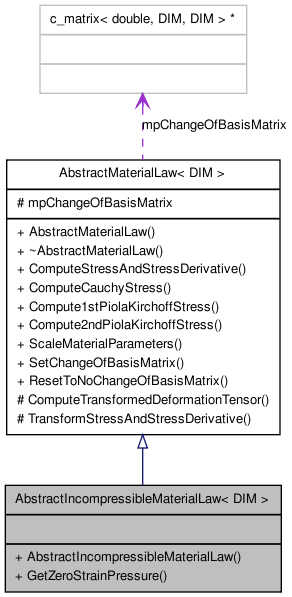 c_matrix< double, DIM, DIM > *
mpChangeOfBasisMatrix
AbstractMaterialLaw< DIM >
# mpChangeOfBasisMatrix
+ AbstractMaterialLaw()
+ ~AbstractMaterialLaw()
+ ComputeStressAndStressDerivative()
+ ComputeCauchyStress()
+ Compute1stPiolaKirchoffStress()
+ Compute2ndPiolaKirchoffStress()
+ ScaleMaterialParameters()
+ SetChangeOfBasisMatrix()
+ ResetToNoChangeOfBasisMatrix()
# ComputeTransformedDeformationTensor()
# TransformStressAndStressDerivative()
AbstractIncompressibleMaterialLaw< DIM >
+ AbstractIncompressibleMaterialLaw()
+ GetZeroStrainPressure()